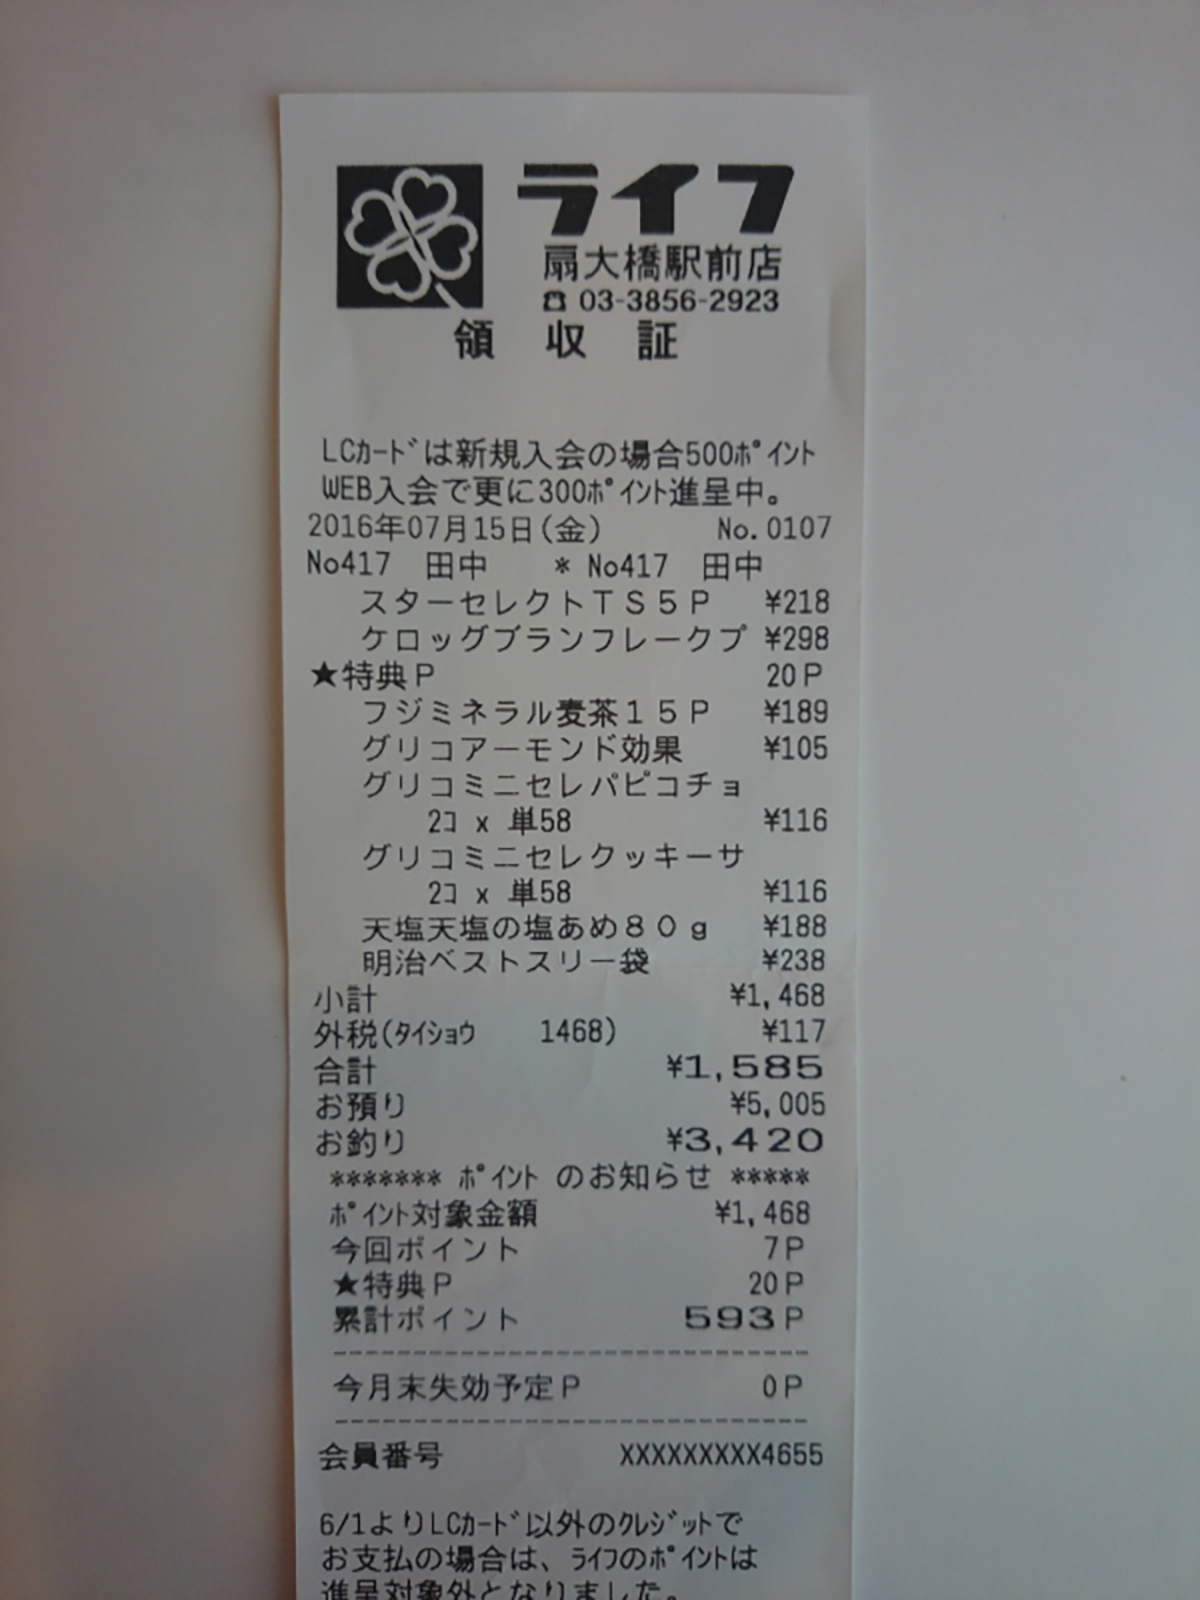 ライフ
扇大橋駅前店
☎ 03-3856-2923
領 収 証
LCｶｰﾄﾞは新規入会の場合500ﾎﾟｲﾝﾄ
WEB入会で更に300ﾎﾟｲﾝﾄ進呈中。
2016年07月15日(金) No.0107
No417 田中 * No417 田中
スターセレクトＴＳ５Ｐ ¥218
ケロッグブランフレークプ ¥298
★特典Ｐ 20Ｐ
フジミネラル麦茶１５Ｐ ¥189
グリコアーモンド効果 ¥105
グリコミニセレパピコチョ
2ｺ x 単58 ¥116
グリコミニセレクッキーサ
2ｺ x 単58 ¥116
天塩天塩の塩あめ８０ｇ ¥188
明治ベストスリー袋 ¥238
小計 ¥1,468
外税(ﾀｲｼｮｳ 1468) ¥117
合計 ¥1,585
お預り ¥5,005
お釣り ¥3,420
******* ﾎﾟｲﾝﾄ のお知らせ *****
ﾎﾟｲﾝﾄ対象金額 ¥1,468
今回ポイント 7Ｐ
★特典Ｐ 20Ｐ
累計ポイント 593Ｐ
------------------------------
今月末失効予定Ｐ 0Ｐ
------------------------------
会員番号 XXXXXXXXX4655
6/1よりLCｶｰﾄﾞ以外のｸﾚｼﾞｯﾄで
お支払の場合は、ﾗｲﾌのﾎﾟｲﾝﾄは
進呈対象外となりました。